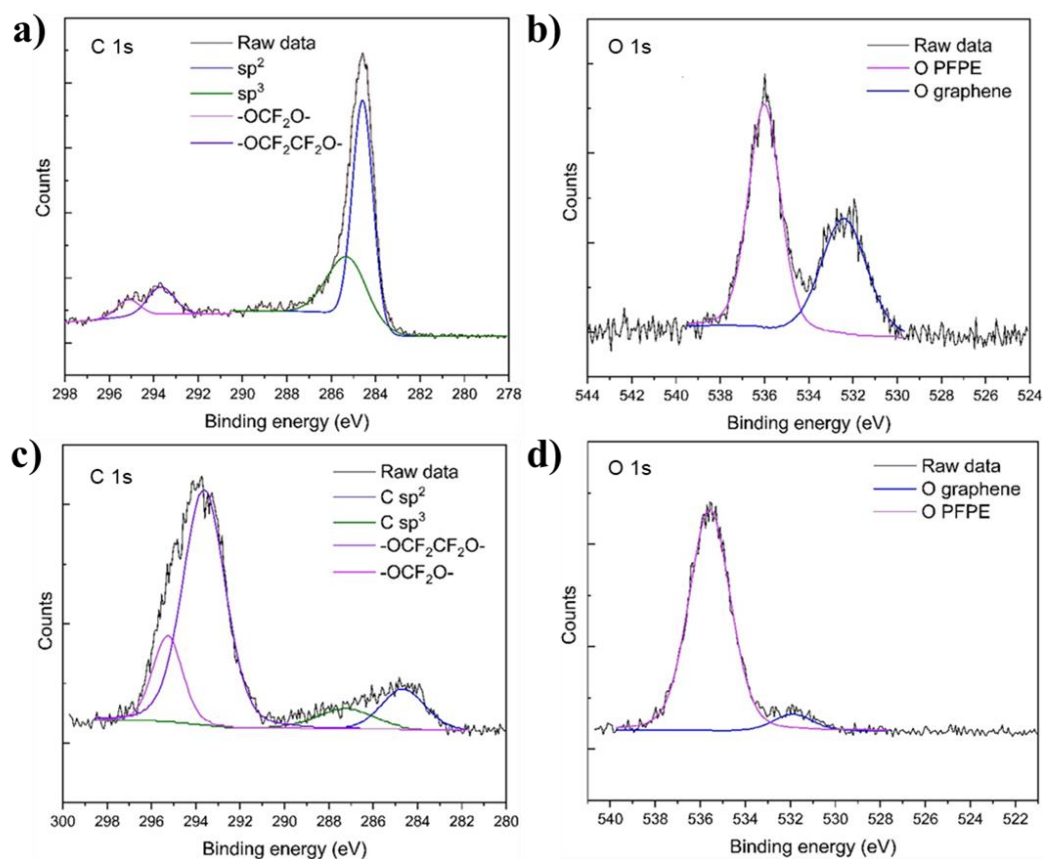 a)
C 1s
Raw data
sp²
sp³
-OCF₂O-
-OCF₂CF₂O-
Counts
298 296 294 292 290 288 286 284 282 280 278
Binding energy (eV)
b)
O 1s
Raw data
O PFPE
O graphene
Counts
544 542 540 538 536 534 532 530 528 526 524
Binding energy (eV)
c)
C 1s
Raw data
C sp²
C sp³
-OCF₂CF₂O-
-OCF₂O-
Counts
300 298 296 294 292 290 288 286 284 282 280
Binding energy (eV)
d)
O 1s
Raw data
O graphene
O PFPE
Counts
540 538 536 534 532 530 528 526 524 522
Binding energy (eV)